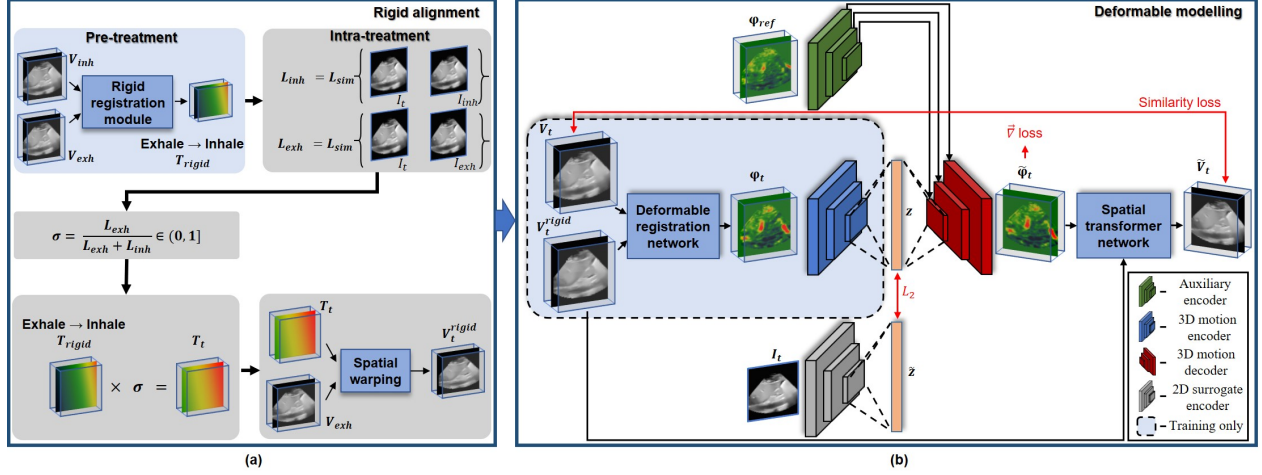 Rigid alignment
Pre-treatment
V_inh
V_exh
Rigid
registration
module
Exhale → Inhale
T_rigid
Intra-treatment
L_inh = L_sim { I_t I_inh }
L_exh = L_sim { I_t I_exh }
σ = L_exh / (L_exh + L_inh) ∈ (0, 1]
Exhale → Inhale
T_rigid
× σ =
T_t
T_t
V_exh
Spatial
warping
V_t^rigid
(a)
Deformable modelling
φ_ref
Similarity loss
V_t
V_t^rigid
Deformable
registration
network
φ_t
z
∇⃗ loss
φ̃_t
Spatial
transformer
network
Ṽ_t
L_2
I_t
z̃
Auxiliary
encoder
3D motion
encoder
3D motion
decoder
2D surrogate
encoder
Training only
(b)